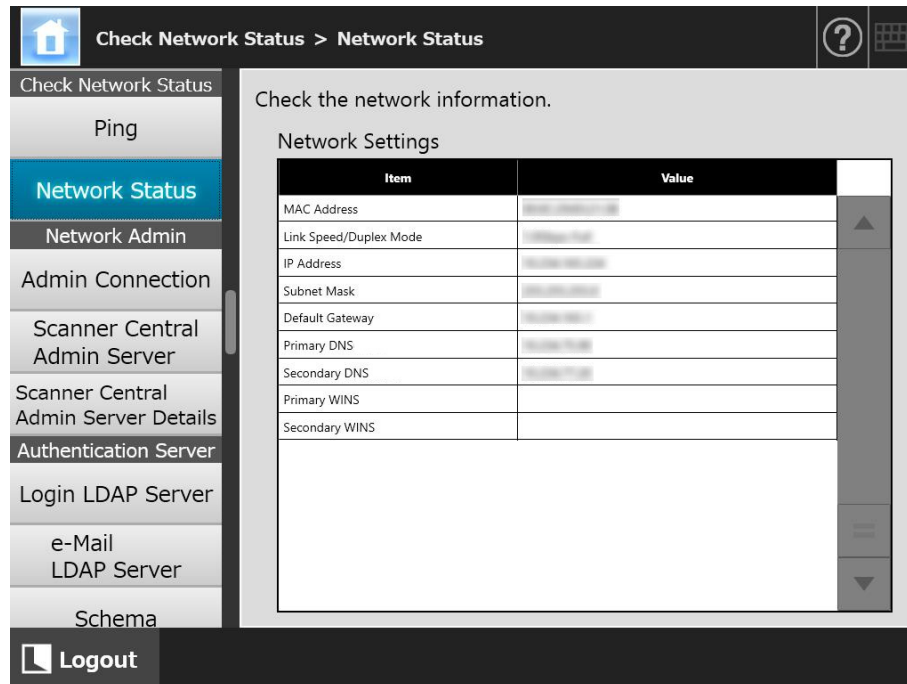 Check Network Status > Network Status
?
Check Network Status
Ping
Network Status
Network Admin
Admin Connection
Scanner Central
Admin Server
Scanner Central
Admin Server Details
Authentication Server
Login LDAP Server
e-Mail
LDAP Server
Schema
Check the network information.
Network Settings
Item Value
MAC Address
Link Speed/Duplex Mode
IP Address
Subnet Mask
Default Gateway
Primary DNS
Secondary DNS
Primary WINS
Secondary WINS
Logout